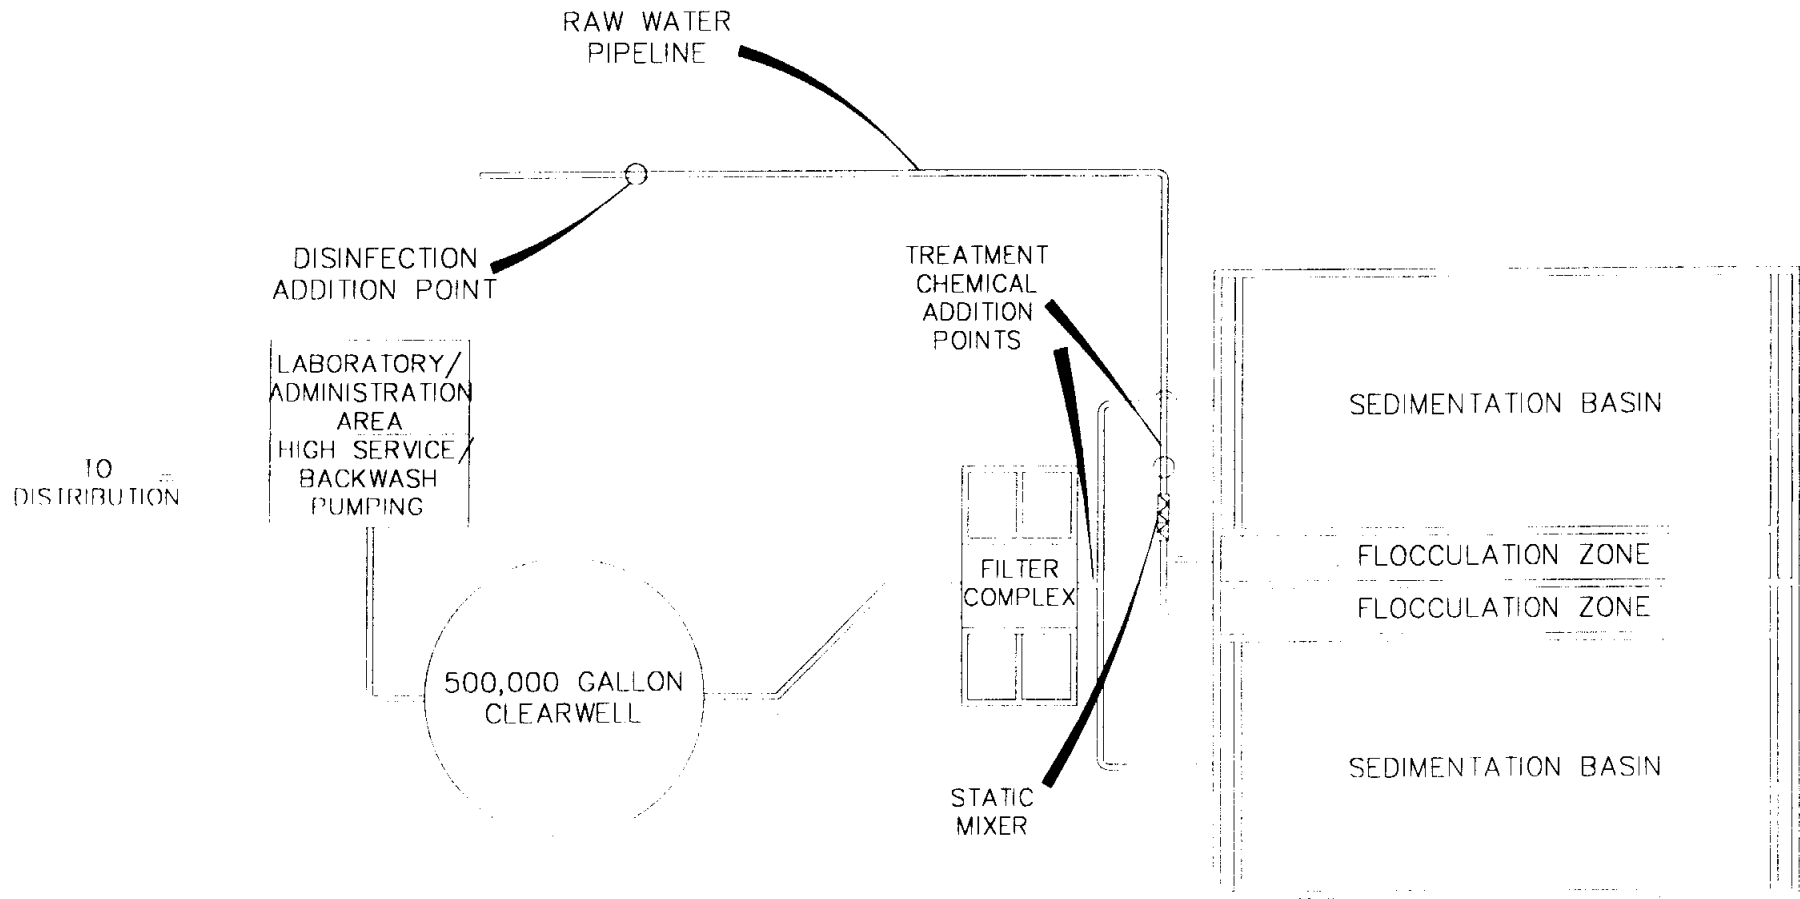 RAW WATER
PIPELINE
DISINFECTION
ADDITION POINT
TREATMENT
CHEMICAL
ADDITION
POINTS
LABORATORY/
ADMINISTRATION
AREA
HIGH SERVICE/
BACKWASH
PUMPING
TO
DISTRIBUTION
SEDIMENTATION BASIN
FLOCCULATION ZONE
FLOCCULATION ZONE
FILTER
COMPLEX
500,000 GALLON
CLEARWELL
SEDIMENTATION BASIN
STATIC
MIXER